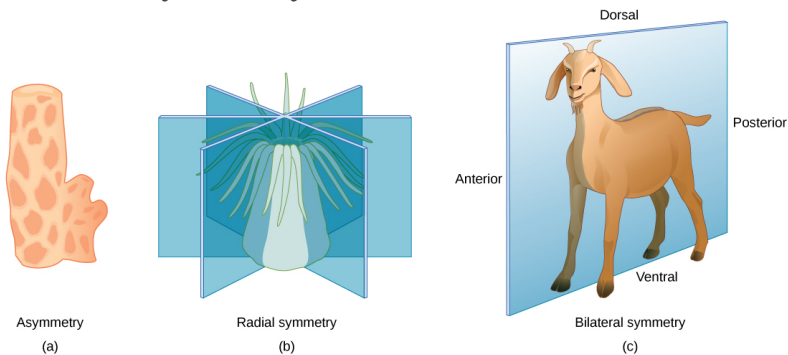 Dorsal
Posterior
Anterior
Ventral
Asymmetry
(a)
Radial symmetry
(b)
Bilateral symmetry
(c)